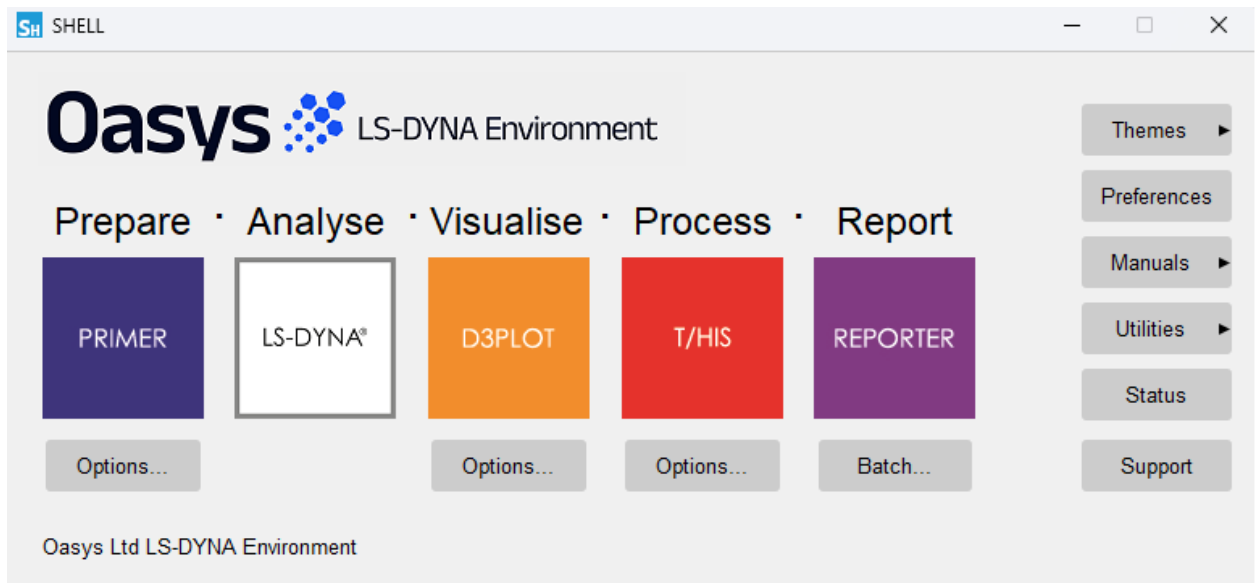 SH SHELL
Oasys LS-DYNA Environment
Prepare · Analyse · Visualise · Process · Report
PRIMER LS-DYNA® D3PLOT T/HIS REPORTER
Options... Options... Options... Batch...
Themes
Preferences
Manuals
Utilities
Status
Support
Oasys Ltd LS-DYNA Environment